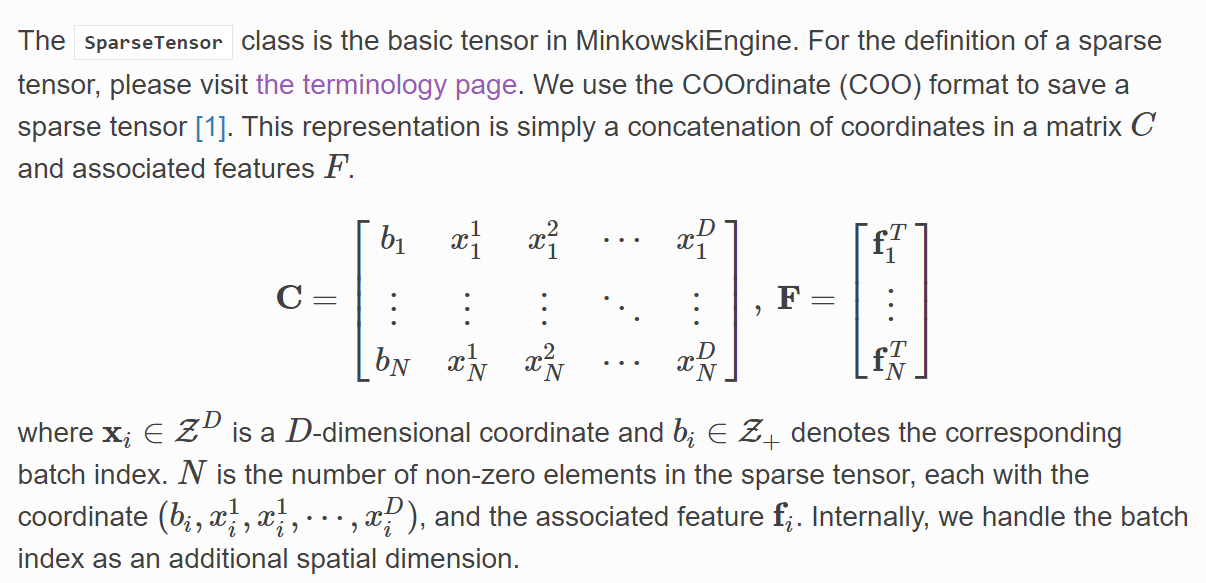 The SparseTensor class is the basic tensor in MinkowskiEngine. For the definition of a sparse
tensor, please visit the terminology page. We use the COOrdinate (COO) format to save a
sparse tensor [1]. This representation is simply a concatenation of coordinates in a matrix C
and associated features F.
$$\mathbf{C} = \begin{bmatrix} b_1 & x_1^1 & x_1^2 & \cdots & x_1^D \\ \vdots & \vdots & \vdots & \ddots & \vdots \\ b_N & x_N^1 & x_N^2 & \cdots & x_N^D \end{bmatrix}, \mathbf{F} = \begin{bmatrix} \mathbf{f}_1^T \\ \vdots \\ \mathbf{f}_N^T \end{bmatrix}$$
where $\mathbf{x}_i \in \mathcal{Z}^D$ is a $D$-dimensional coordinate and $b_i \in \mathcal{Z}_+$ denotes the corresponding
batch index. $N$ is the number of non-zero elements in the sparse tensor, each with the
coordinate $(b_i, x_i^1, x_i^1, \cdots, x_i^D)$, and the associated feature $\mathbf{f}_i$. Internally, we handle the batch
index as an additional spatial dimension.